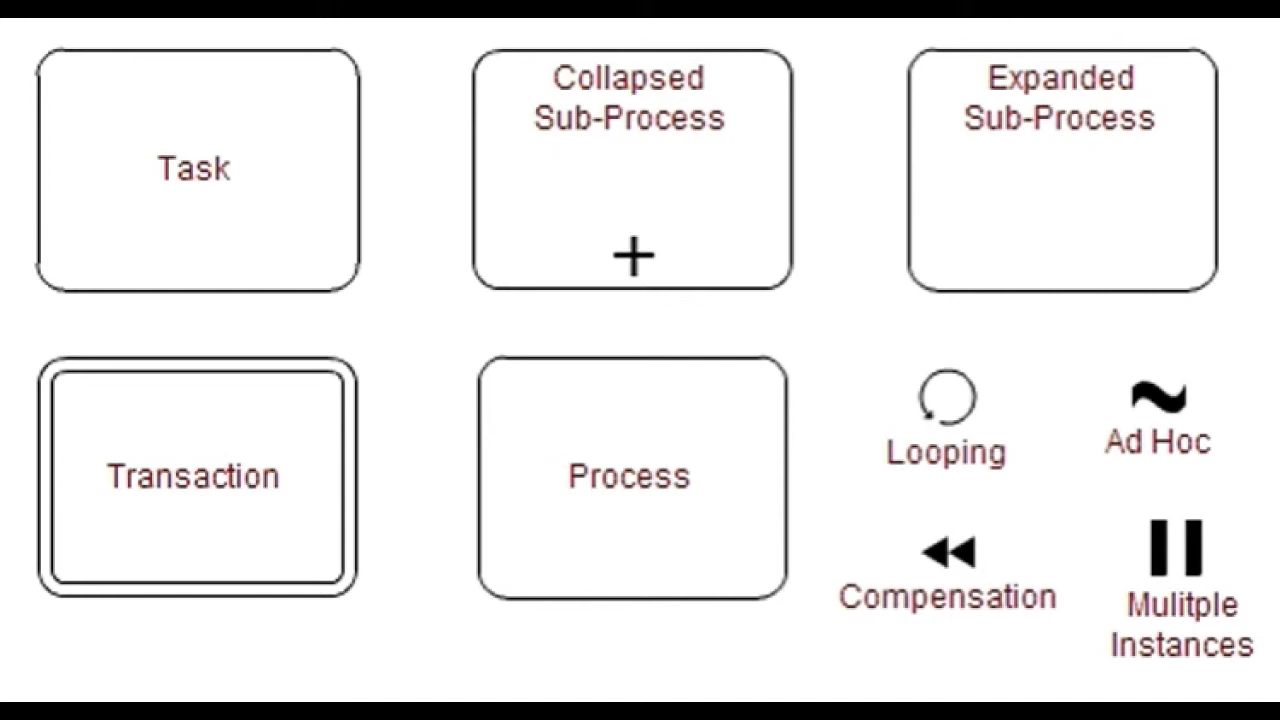 Task
Collapsed
Sub-Process
Expanded
Sub-Process
Transaction
Process
Looping
Ad Hoc
Compensation
Mulitple
Instances